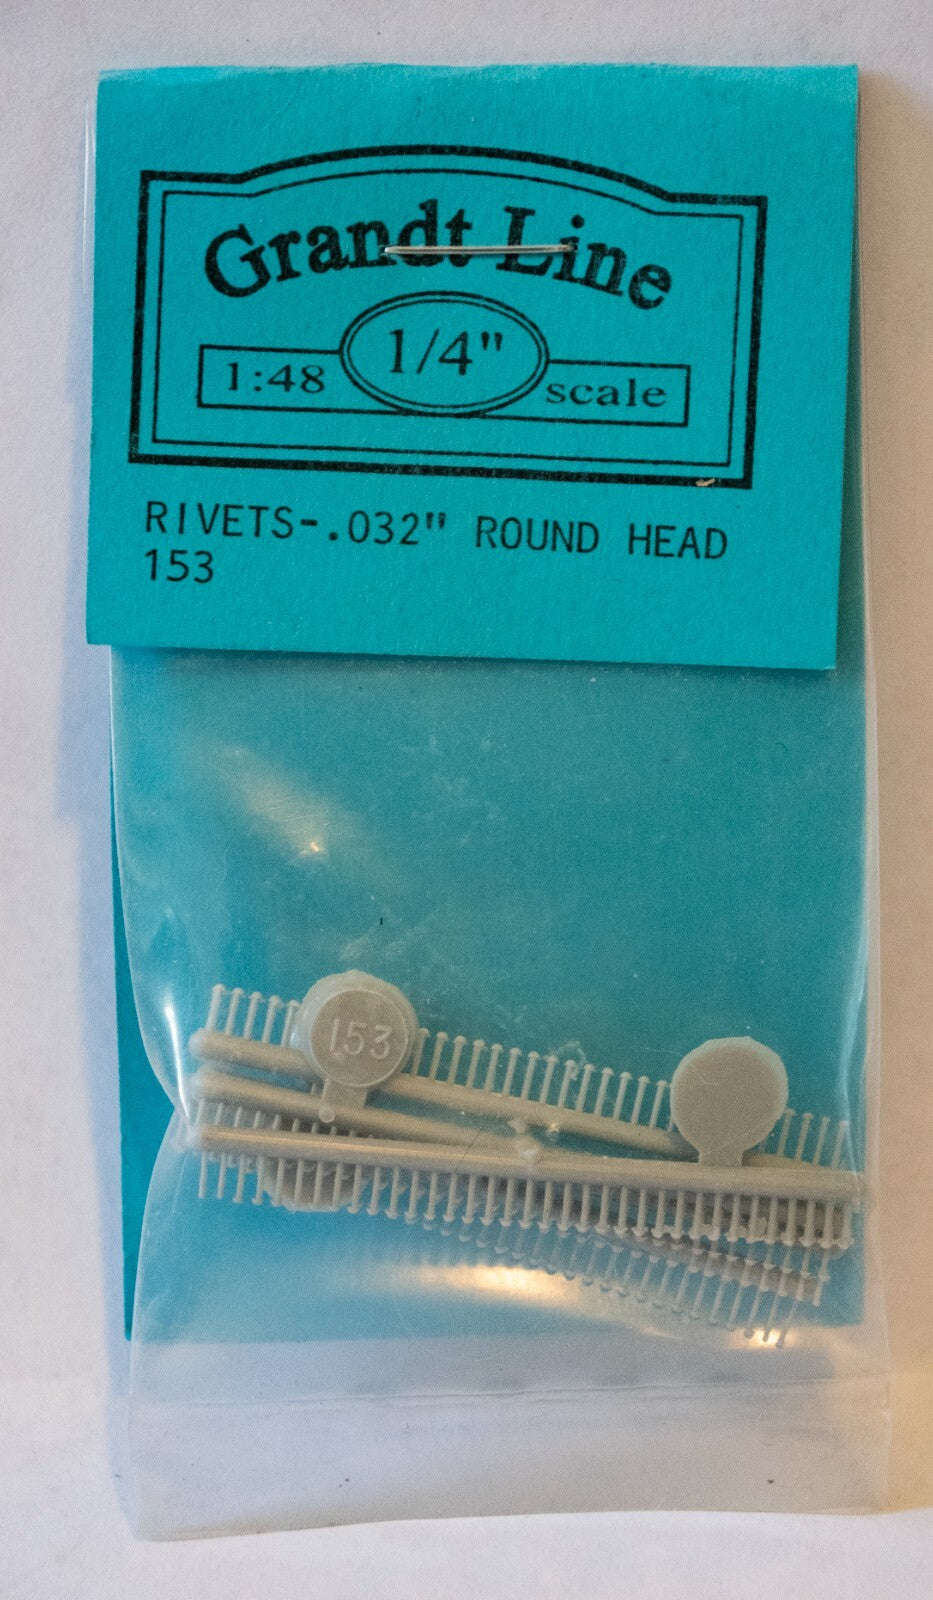 Grandt Line
1:48 1/4" scale
RIVETS-.032" ROUND HEAD
153
153